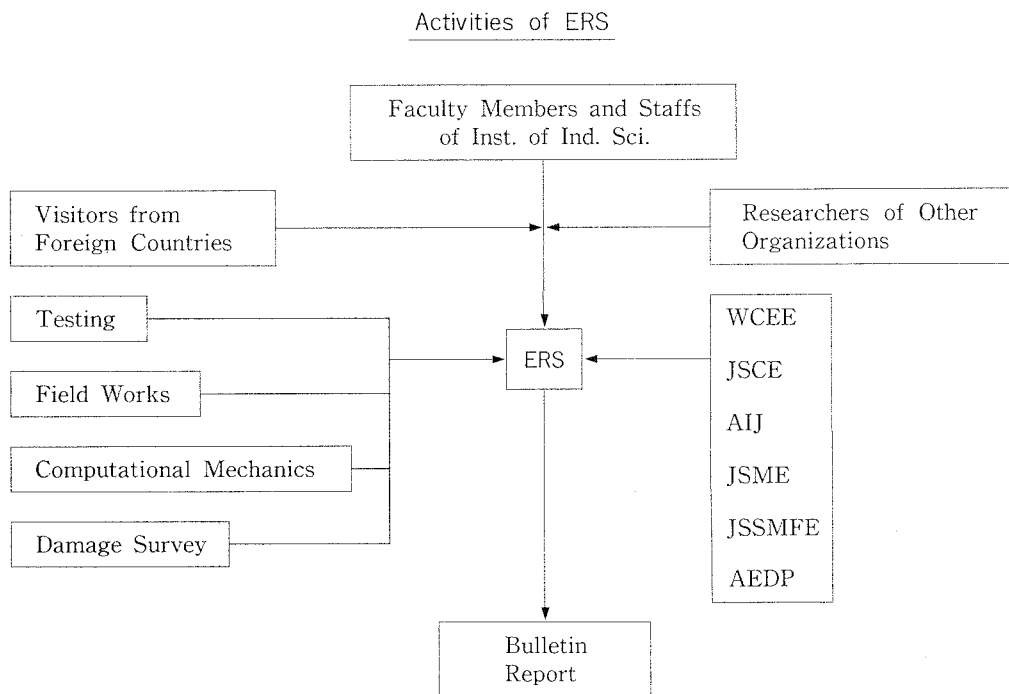 Activities of ERS
Faculty Members and Staffs
of Inst. of Ind. Sci.
Visitors from
Foreign Countries
Researchers of Other
Organizations
Testing
Field Works
Computational Mechanics
Damage Survey
ERS
WCEE
JSCE
AIJ
JSME
JSSMFE
AEDP
Bulletin
Report